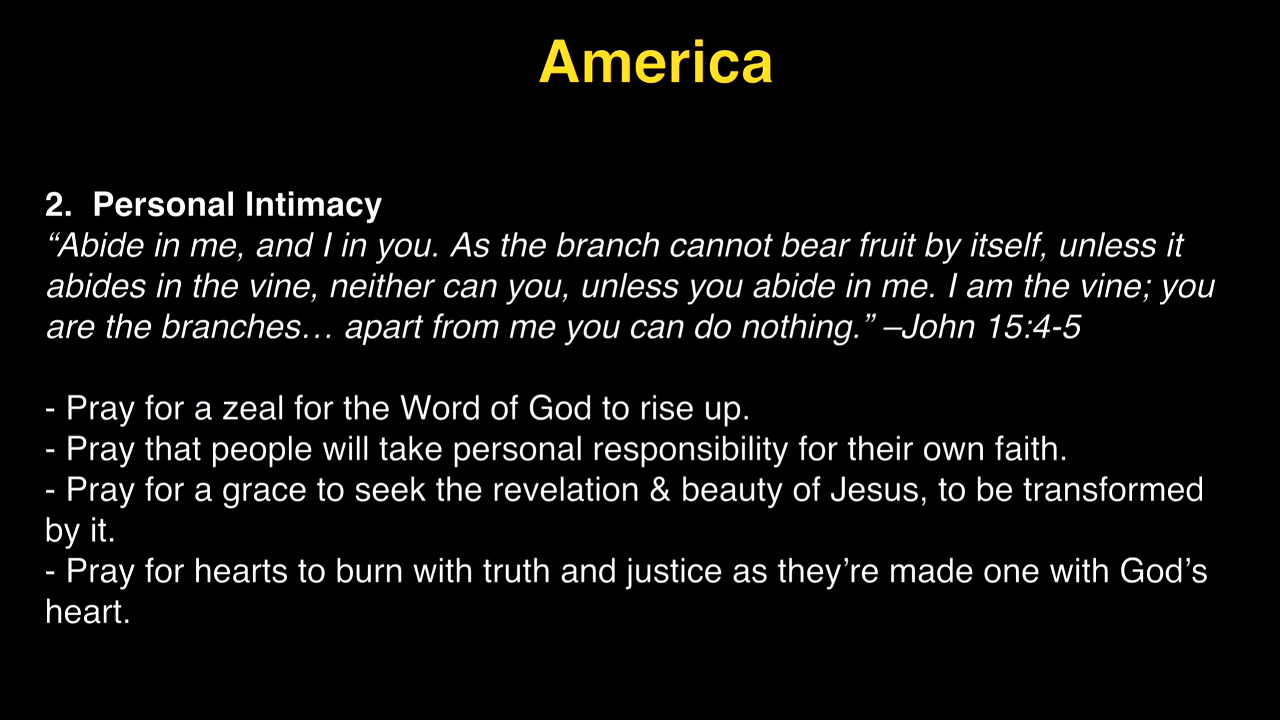 America
2.  Personal Intimacy
“Abide in me, and I in you. As the branch cannot bear fruit by itself, unless it
abides in the vine, neither can you, unless you abide in me. I am the vine; you
are the branches… apart from me you can do nothing.” –John 15:4-5
- Pray for a zeal for the Word of God to rise up.
- Pray that people will take personal responsibility for their own faith.
- Pray for a grace to seek the revelation & beauty of Jesus, to be transformed
by it.
- Pray for hearts to burn with truth and justice as they’re made one with God’s
heart.